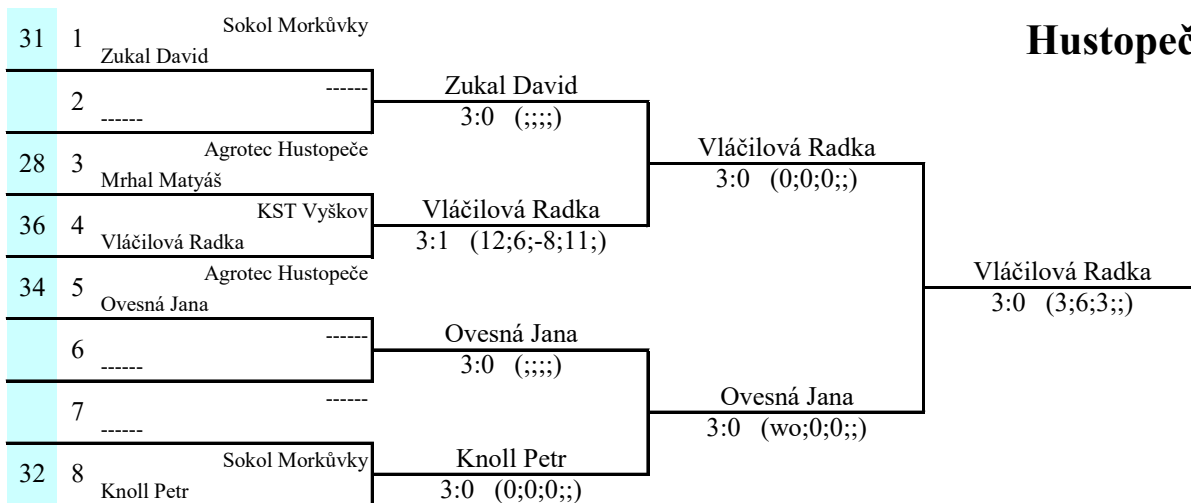 Hustopeč
31 1 Sokol Morkůvky
Zukal David
2 ------
------
Zukal David
3:0 (;;;;)
28 3 Agrotec Hustopeče
Mrhal Matyáš
Vláčilová Radka
3:0 (0;0;0;;)
36 4 KST Vyškov
Vláčilová Radka
Vláčilová Radka
3:1 (12;6;-8;11;)
34 5 Agrotec Hustopeče
Ovesná Jana
Vláčilová Radka
3:0 (3;6;3;;)
6 ------
------
Ovesná Jana
3:0 (;;;;)
7 ------
------
Ovesná Jana
3:0 (wo;0;0;;)
32 8 Sokol Morkůvky
Knoll Petr
Knoll Petr
3:0 (0;0;0;;)